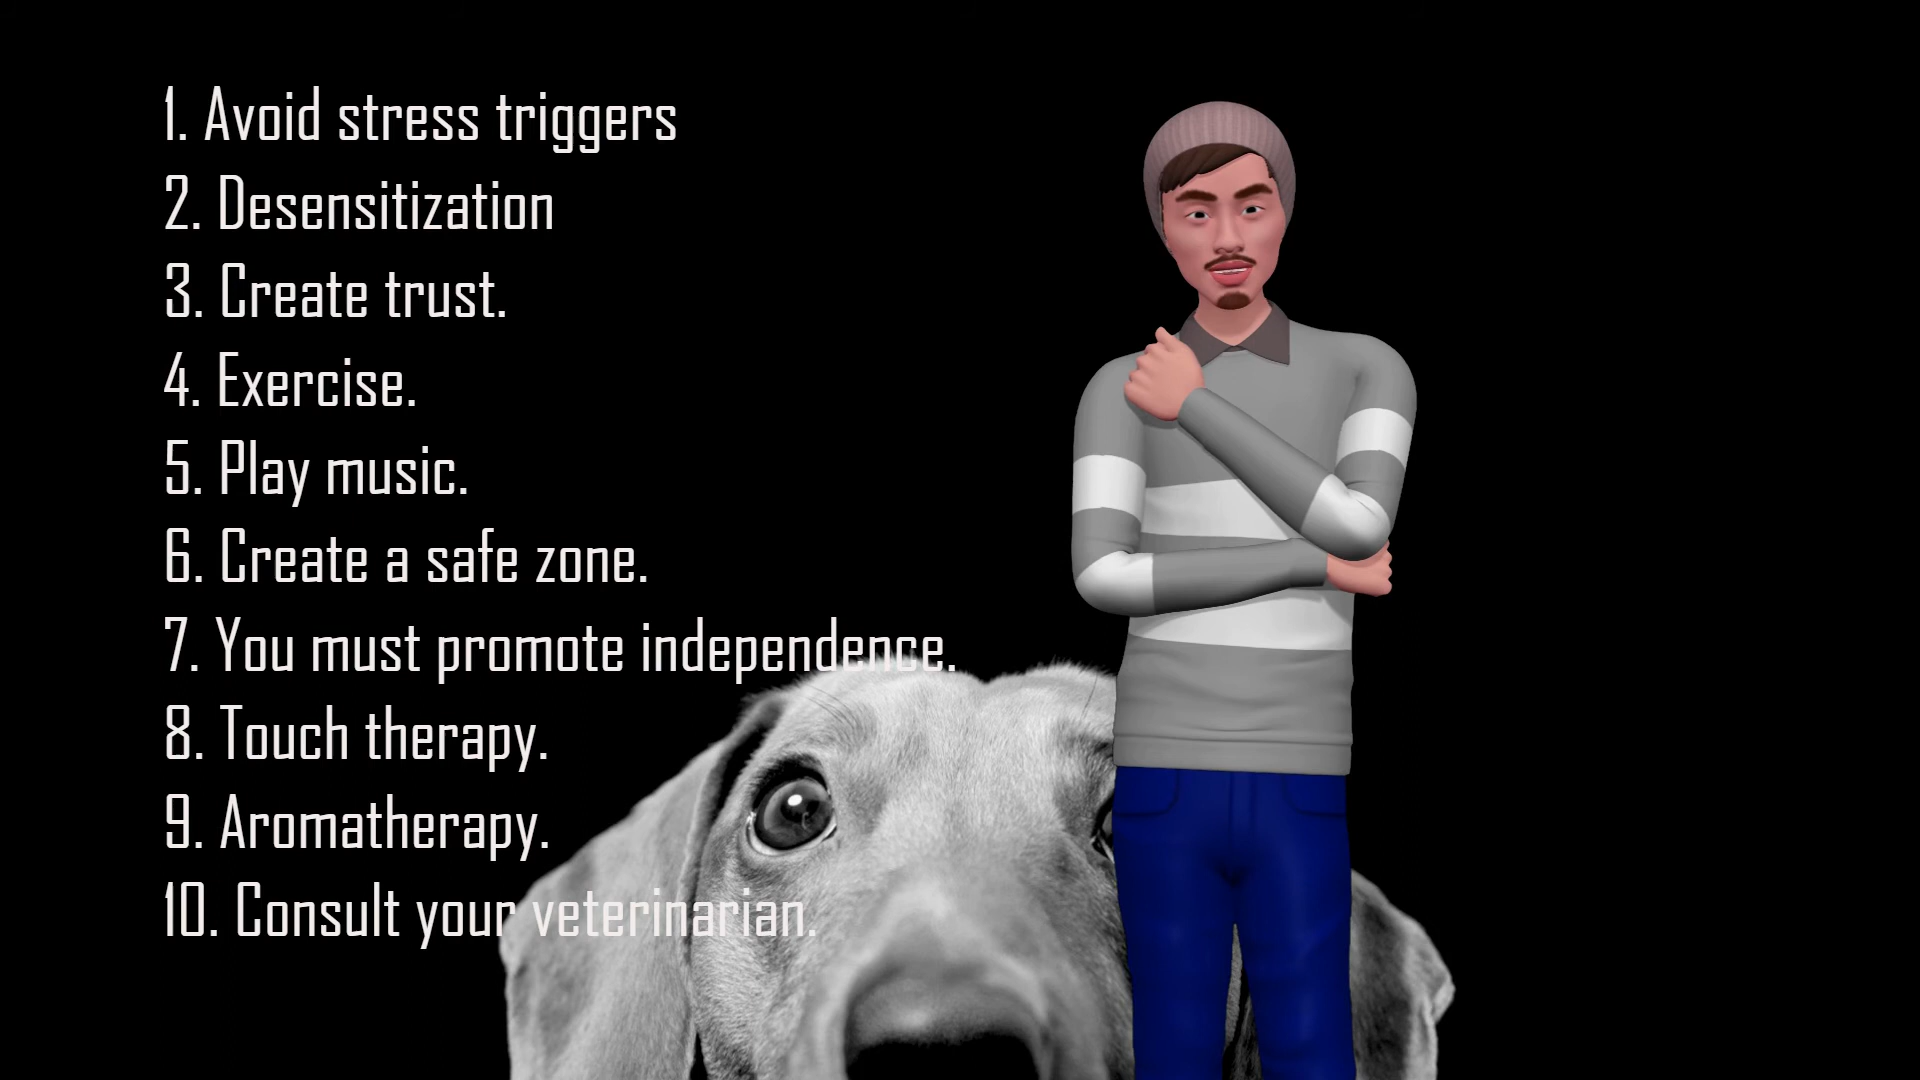 1. Avoid stress triggers
2. Desensitization
3. Create trust.
4. Exercise.
5. Play music.
6. Create a safe zone.
7. You must promote independence.
8. Touch therapy.
9. Aromatherapy.
10. Consult your veterinarian.